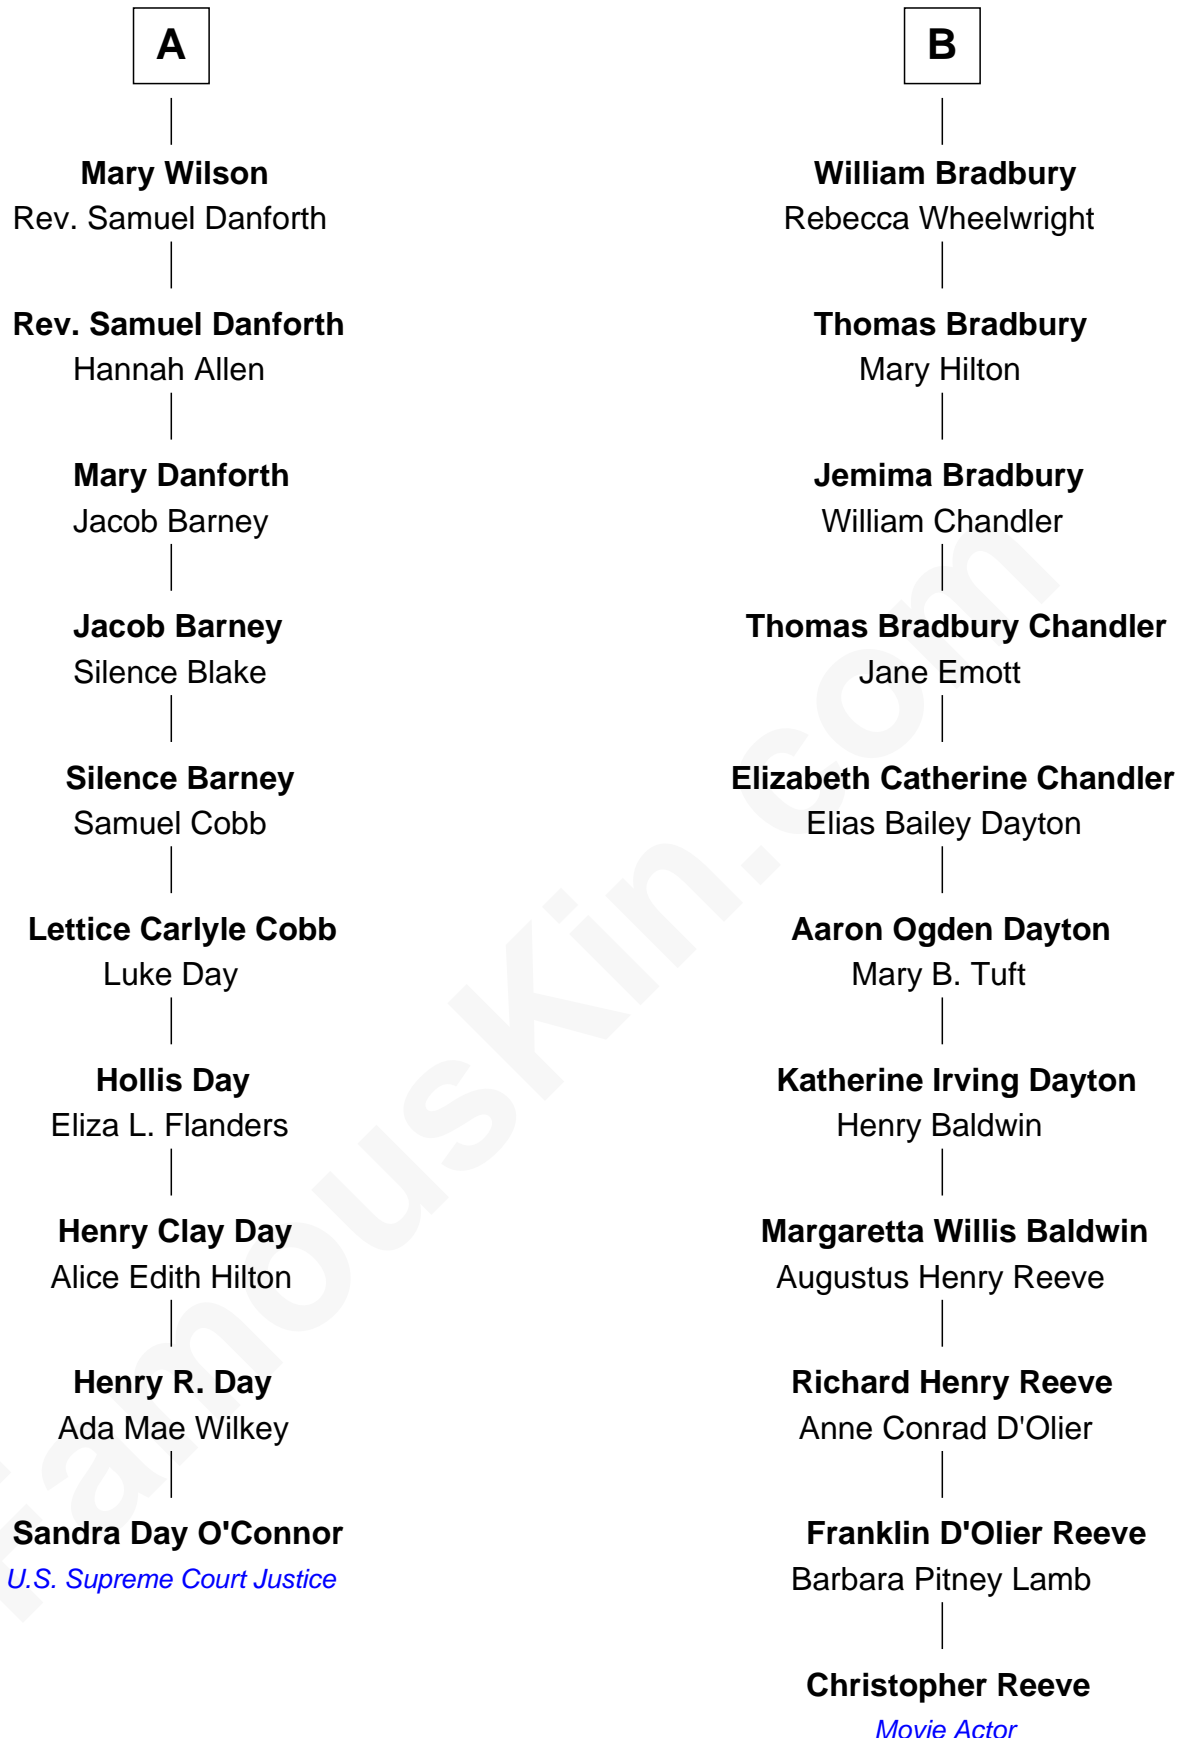 A
Mary Wilson
Rev. Samuel Danforth
Rev. Samuel Danforth
Hannah Allen
Mary Danforth
Jacob Barney
Jacob Barney
Silence Blake
Silence Barney
Samuel Cobb
Lettice Carlyle Cobb
Luke Day
Hollis Day
Eliza L. Flanders
Henry Clay Day
Alice Edith Hilton
Henry R. Day
Ada Mae Wilkey
Sandra Day O'Connor
U.S. Supreme Court Justice
B
William Bradbury
Rebecca Wheelwright
Thomas Bradbury
Mary Hilton
Jemima Bradbury
William Chandler
Thomas Bradbury Chandler
Jane Emott
Elizabeth Catherine Chandler
Elias Bailey Dayton
Aaron Ogden Dayton
Mary B. Tuft
Katherine Irving Dayton
Henry Baldwin
Margaretta Willis Baldwin
Augustus Henry Reeve
Richard Henry Reeve
Anne Conrad D'Olier
Franklin D'Olier Reeve
Barbara Pitney Lamb
Christopher Reeve
Movie Actor
FamousKin.com